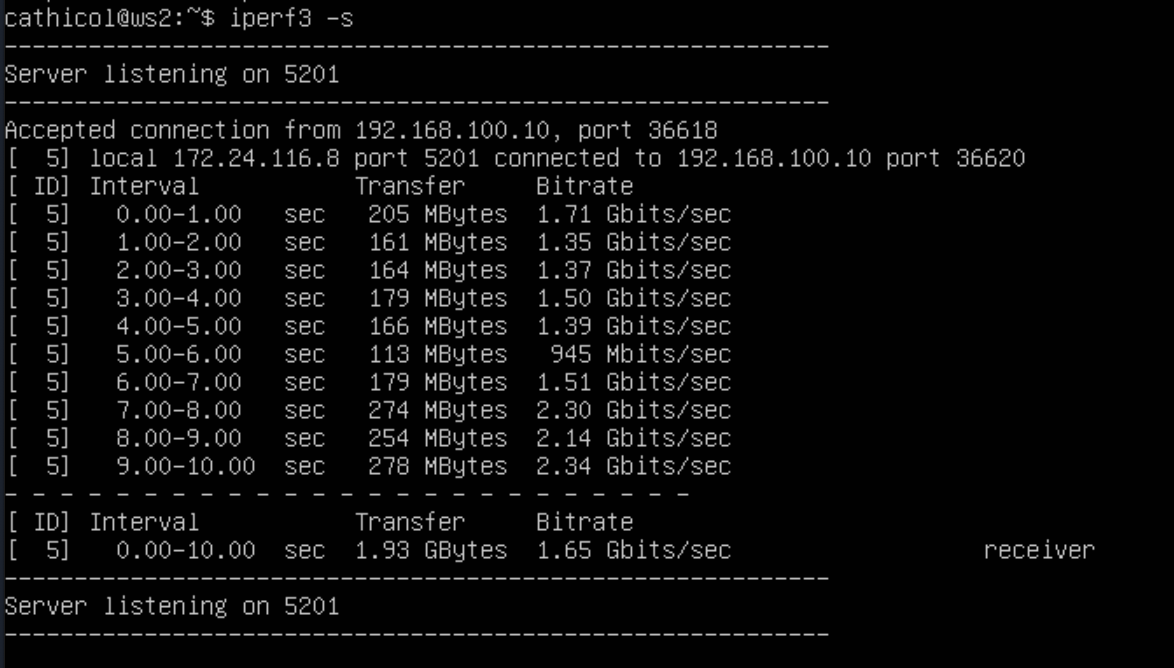 cathicol@ws2:~$ iperf3 -s
-----------------------------------------------------------
Server listening on 5201
-----------------------------------------------------------
Accepted connection from 192.168.100.10, port 36618
[  5] local 172.24.116.8 port 5201 connected to 192.168.100.10 port 36620
[ ID] Interval           Transfer     Bitrate
[  5]   0.00-1.00   sec   205 MBytes  1.71 Gbits/sec
[  5]   1.00-2.00   sec   161 MBytes  1.35 Gbits/sec
[  5]   2.00-3.00   sec   164 MBytes  1.37 Gbits/sec
[  5]   3.00-4.00   sec   179 MBytes  1.50 Gbits/sec
[  5]   4.00-5.00   sec   166 MBytes  1.39 Gbits/sec
[  5]   5.00-6.00   sec   113 MBytes   945 Mbits/sec
[  5]   6.00-7.00   sec   179 MBytes  1.51 Gbits/sec
[  5]   7.00-8.00   sec   274 MBytes  2.30 Gbits/sec
[  5]   8.00-9.00   sec   254 MBytes  2.14 Gbits/sec
[  5]   9.00-10.00  sec   278 MBytes  2.34 Gbits/sec
- - - - - - - - - - - - - - - - - - - - - - - - -
[ ID] Interval           Transfer     Bitrate
[  5]   0.00-10.00  sec  1.93 GBytes  1.65 Gbits/sec                  receiver
-----------------------------------------------------------
Server listening on 5201
-----------------------------------------------------------